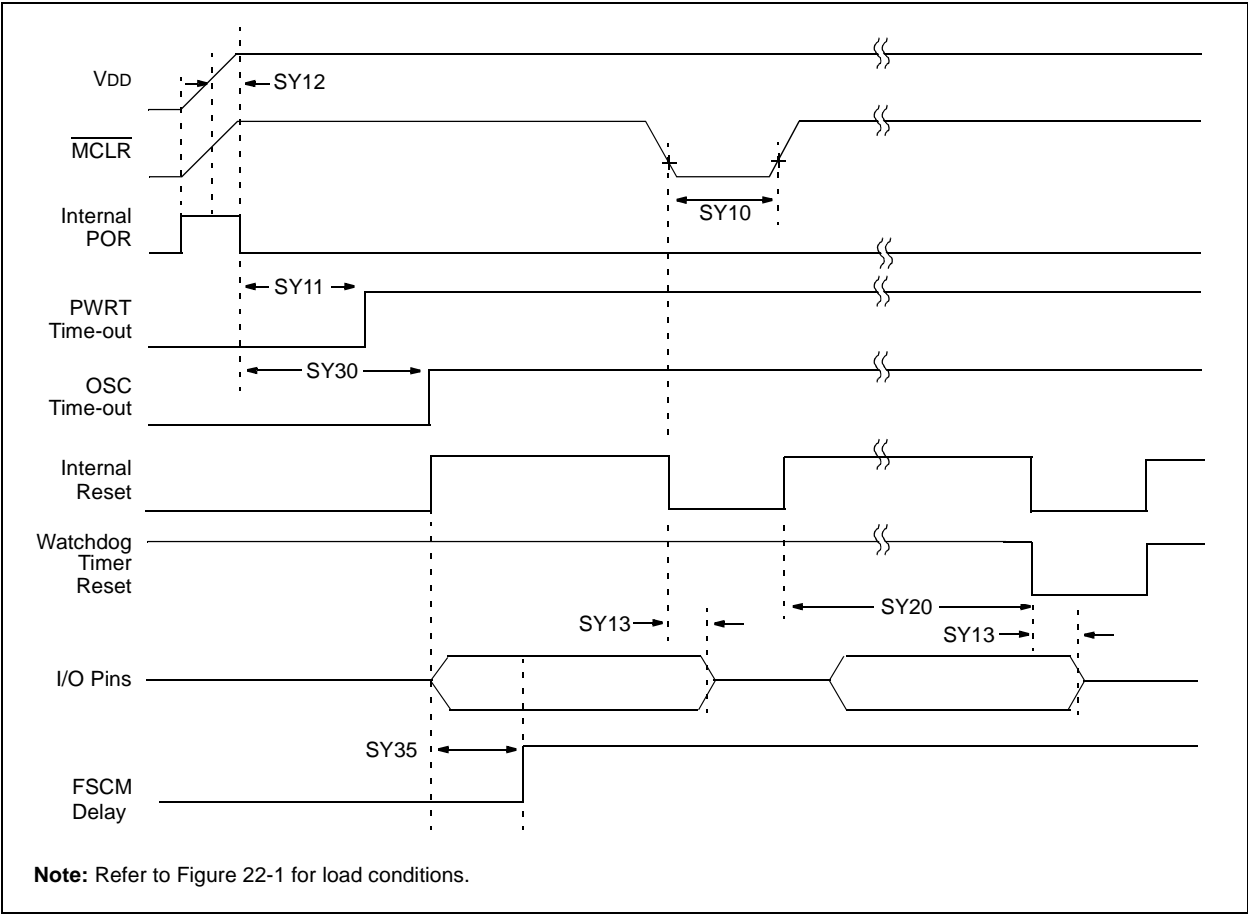 VDD
SY12
MCLR
SY10
Internal
POR
SY11
PWRT
Time-out
SY30
OSC
Time-out
Internal
Reset
Watchdog
Timer
Reset
SY20
SY13
SY13
I/O Pins
SY35
FSCM
Delay
Note: Refer to Figure 22-1 for load conditions.